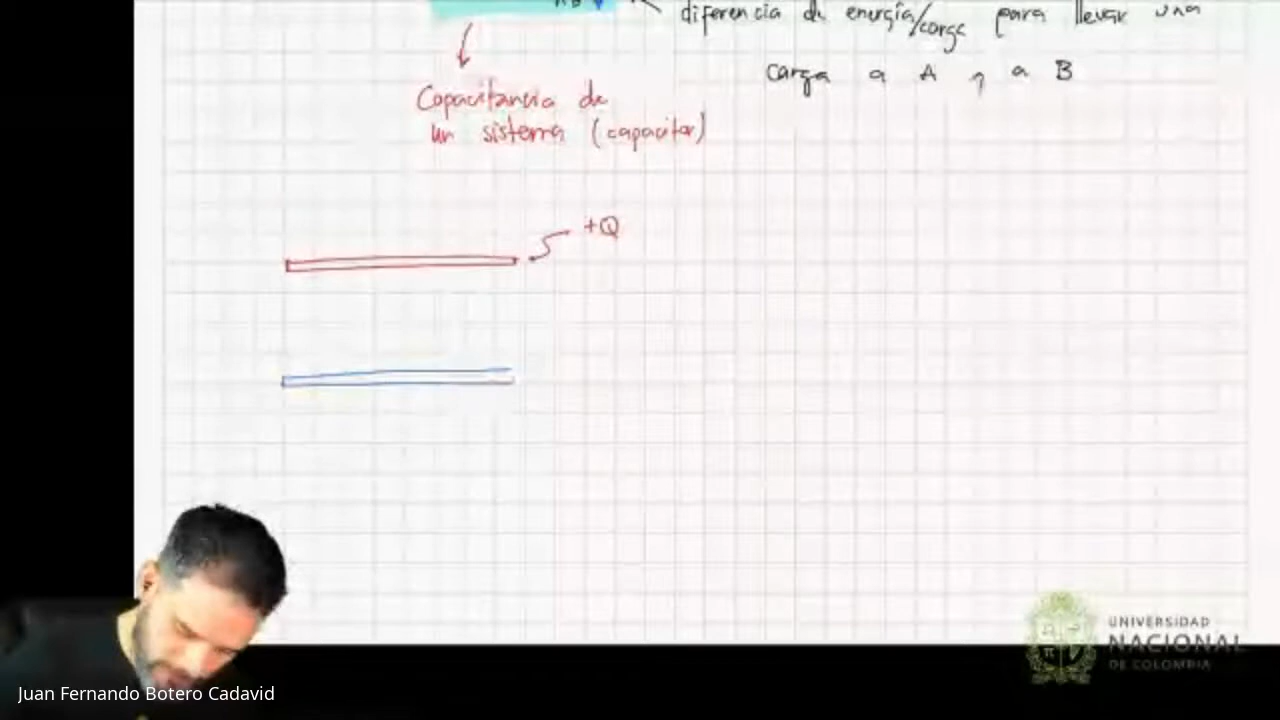 diferencia de energía/carga para llevar una
carga a A y a B
Capacitancia de
un sistema (capacitor)
+Q
UNIVERSIDAD
NACIONAL
DE COLOMBIA
Juan Fernando Botero Cadavid